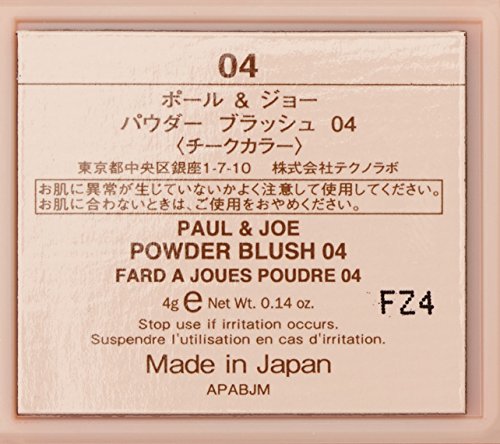 04
ポール & ジョー
パウダー ブラッシュ 04
〈チークカラー〉
東京都中央区銀座1-7-10 株式会社テクノラボ
お肌に異常が生じていないかよく注意して使用してください。
お肌に合わないときは、ご使用をおやめください。
PAUL & JOE
POWDER BLUSH 04
FARD A JOUES POUDRE 04
4g e Net Wt. 0.14 oz. FZ4
Stop use if irritation occurs.
Suspendre l'utilisation en cas d'irritation.
Made in Japan
APABJM